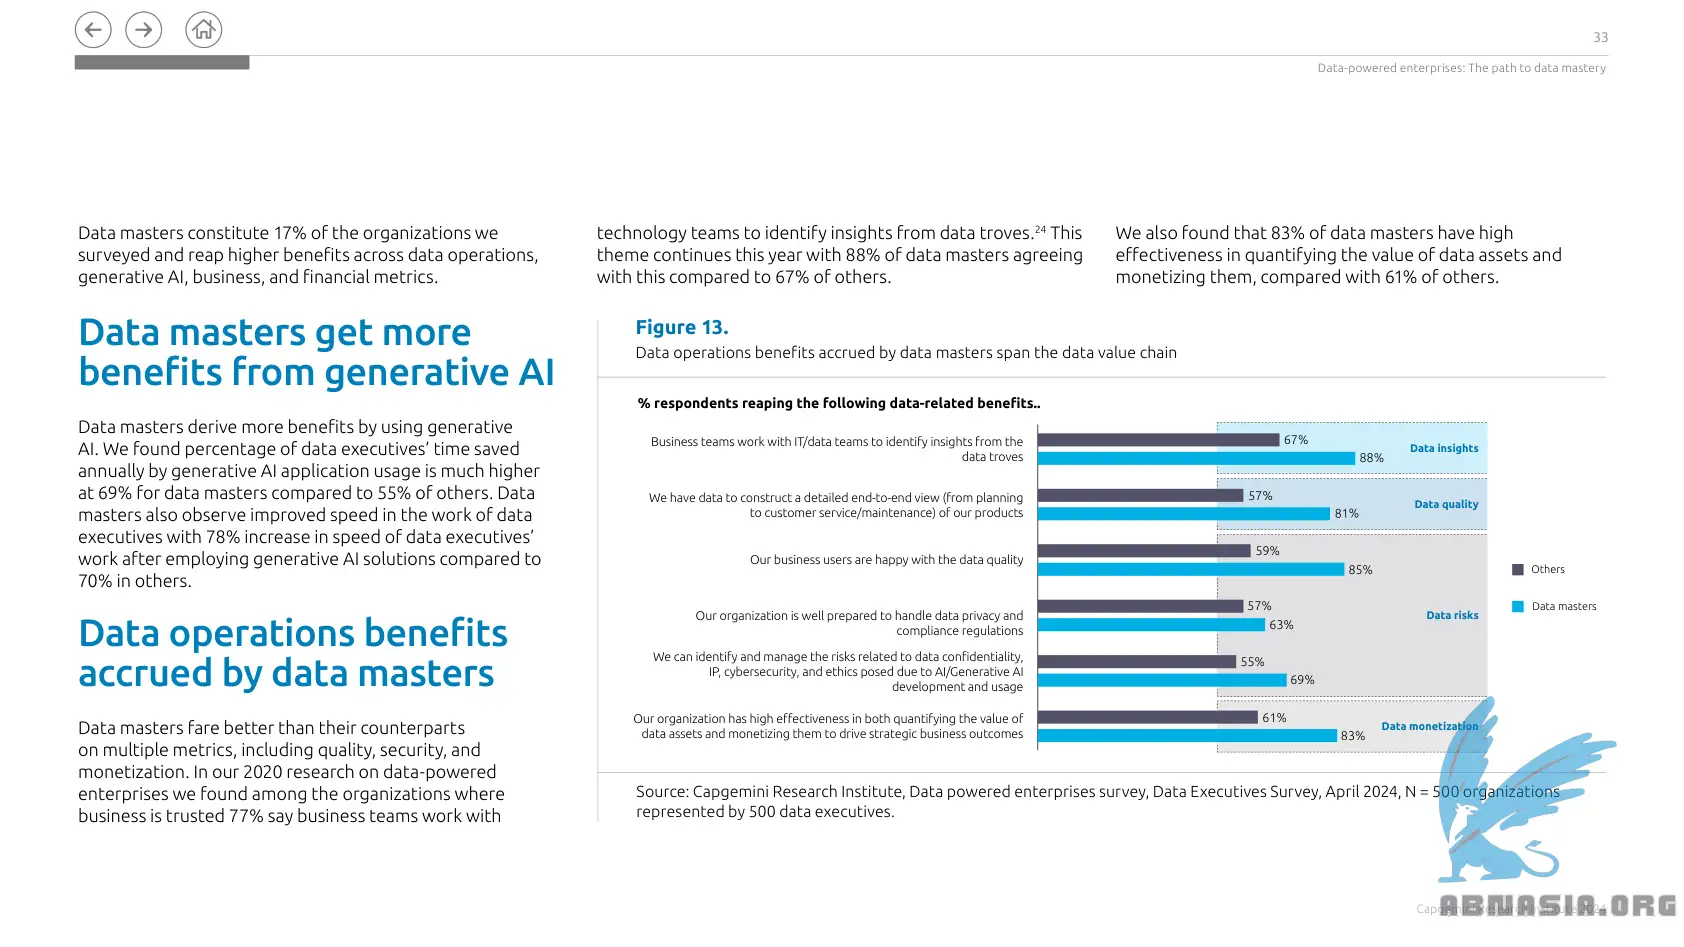 33
Data-powered enterprises: The path to data mastery
Data masters constitute 17% of the organizations we
surveyed and reap higher benefits across data operations,
generative AI, business, and financial metrics.
Data masters get more
benefits from generative AI
Data masters derive more benefits by using generative
AI. We found percentage of data executives’ time saved
annually by generative AI application usage is much higher
at 69% for data masters compared to 55% of others. Data
masters also observe improved speed in the work of data
executives with 78% increase in speed of data executives’
work after employing generative AI solutions compared to
70% in others.
Data operations benefits
accrued by data masters
Data masters fare better than their counterparts
on multiple metrics, including quality, security, and
monetization. In our 2020 research on data-powered
enterprises we found among the organizations where
business is trusted 77% say business teams work with
technology teams to identify insights from data troves.24 This
theme continues this year with 88% of data masters agreeing
with this compared to 67% of others.
We also found that 83% of data masters have high
effectiveness in quantifying the value of data assets and
monetizing them, compared with 61% of others.
Figure 13.
Data operations benefits accrued by data masters span the data value chain
% respondents reaping the following data-related benefits..
Business teams work with IT/data teams to identify insights from the
data troves
67%
88%
Data insights
We have data to construct a detailed end-to-end view (from planning
to customer service/maintenance) of our products
57%
81%
Data quality
Our business users are happy with the data quality
59%
85%
Our organization is well prepared to handle data privacy and
compliance regulations
57%
63%
Data risks
We can identify and manage the risks related to data confidentiality,
IP, cybersecurity, and ethics posed due to AI/Generative AI
development and usage
55%
69%
Our organization has high effectiveness in both quantifying the value of
data assets and monetizing them to drive strategic business outcomes
61%
83%
Data monetization
Others
Data masters
Source: Capgemini Research Institute, Data powered enterprises survey, Data Executives Survey, April 2024, N = 500 organizations
represented by 500 data executives.
Capgemini Research Institute 2024
ABNASIA.ORG